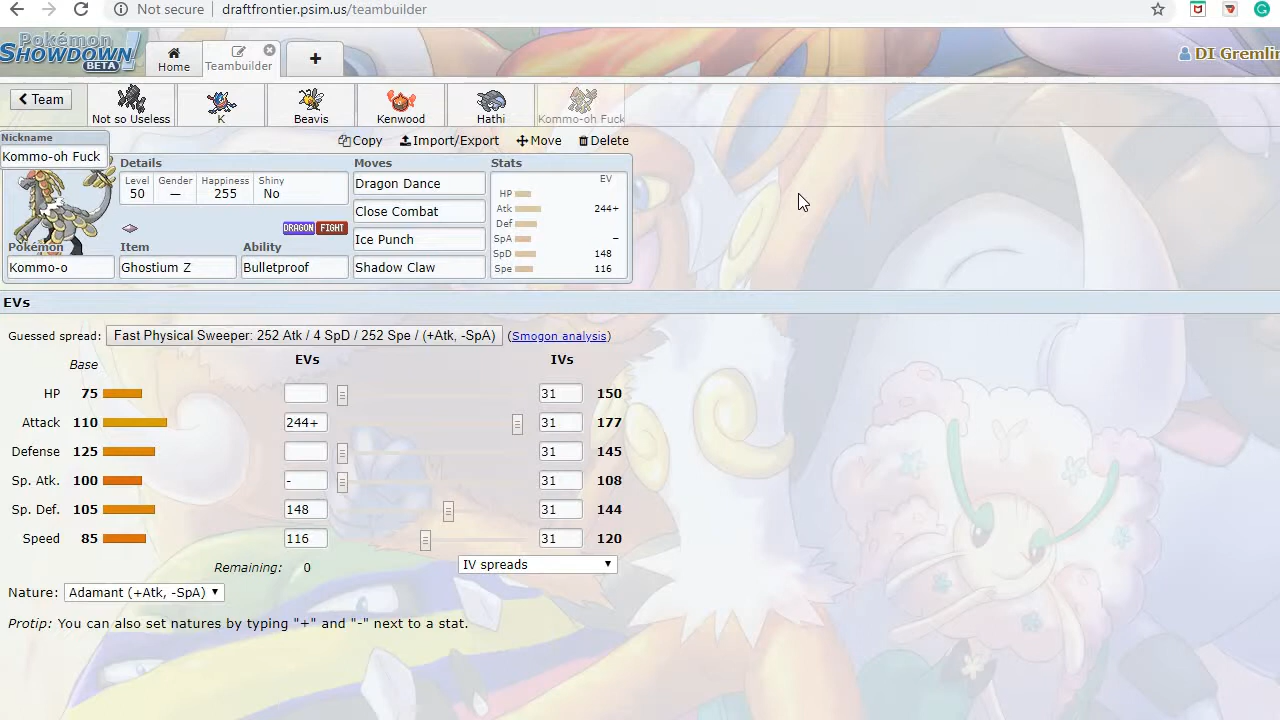 Not secure draftfrontier.psim.us/teambuilder
Pokémon
SHOWDOWN!
BETA
Home
Teambuilder
+
DI Gremlin
Team
Not so Useless
K
Beavis
Kenwood
Hathi
Kommo-oh Fuck
Nickname
Kommo-oh Fuck
Copy Import/Export Move Delete
Details
Moves
Stats
Level Gender Happiness Shiny
50 — 255 No
Dragon Dance
Close Combat
Ice Punch
Shadow Claw
EV
HP
Atk 244+
Def
SpA −
SpD 148
Spe 116
DRAGON FIGHT
Pokémon Item Ability
Kommo-o Ghostium Z Bulletproof
EVs
Guessed spread: Fast Physical Sweeper: 252 Atk / 4 SpD / 252 Spe / (+Atk, -SpA) (Smogon analysis)
Base EVs IVs
HP 75 31 150
Attack 110 244+ 31 177
Defense 125 31 145
Sp. Atk. 100 - 31 108
Sp. Def. 105 148 31 144
Speed 85 116 31 120
Remaining: 0 IV spreads
Nature: Adamant (+Atk, -SpA)
Protip: You can also set natures by typing "+" and "-" next to a stat.